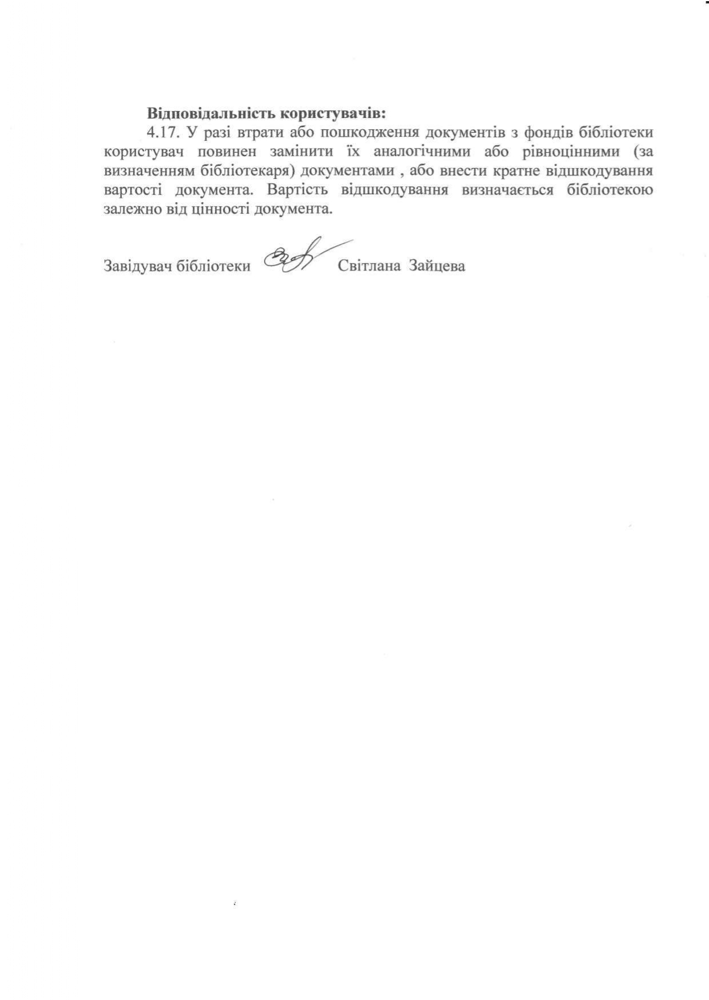 Відповідальність користувачів:
4.17. У разі втрати або пошкодження документів з фондів бібліотеки
користувач повинен замінити їх аналогічними або рівноцінними (за
визначенням бібліотекаря) документами , або внести кратне відшкодування
вартості документа. Вартість відшкодування визначається бібліотекою
залежно від цінності документа.
Завідувач бібліотеки Світлана Зайцева